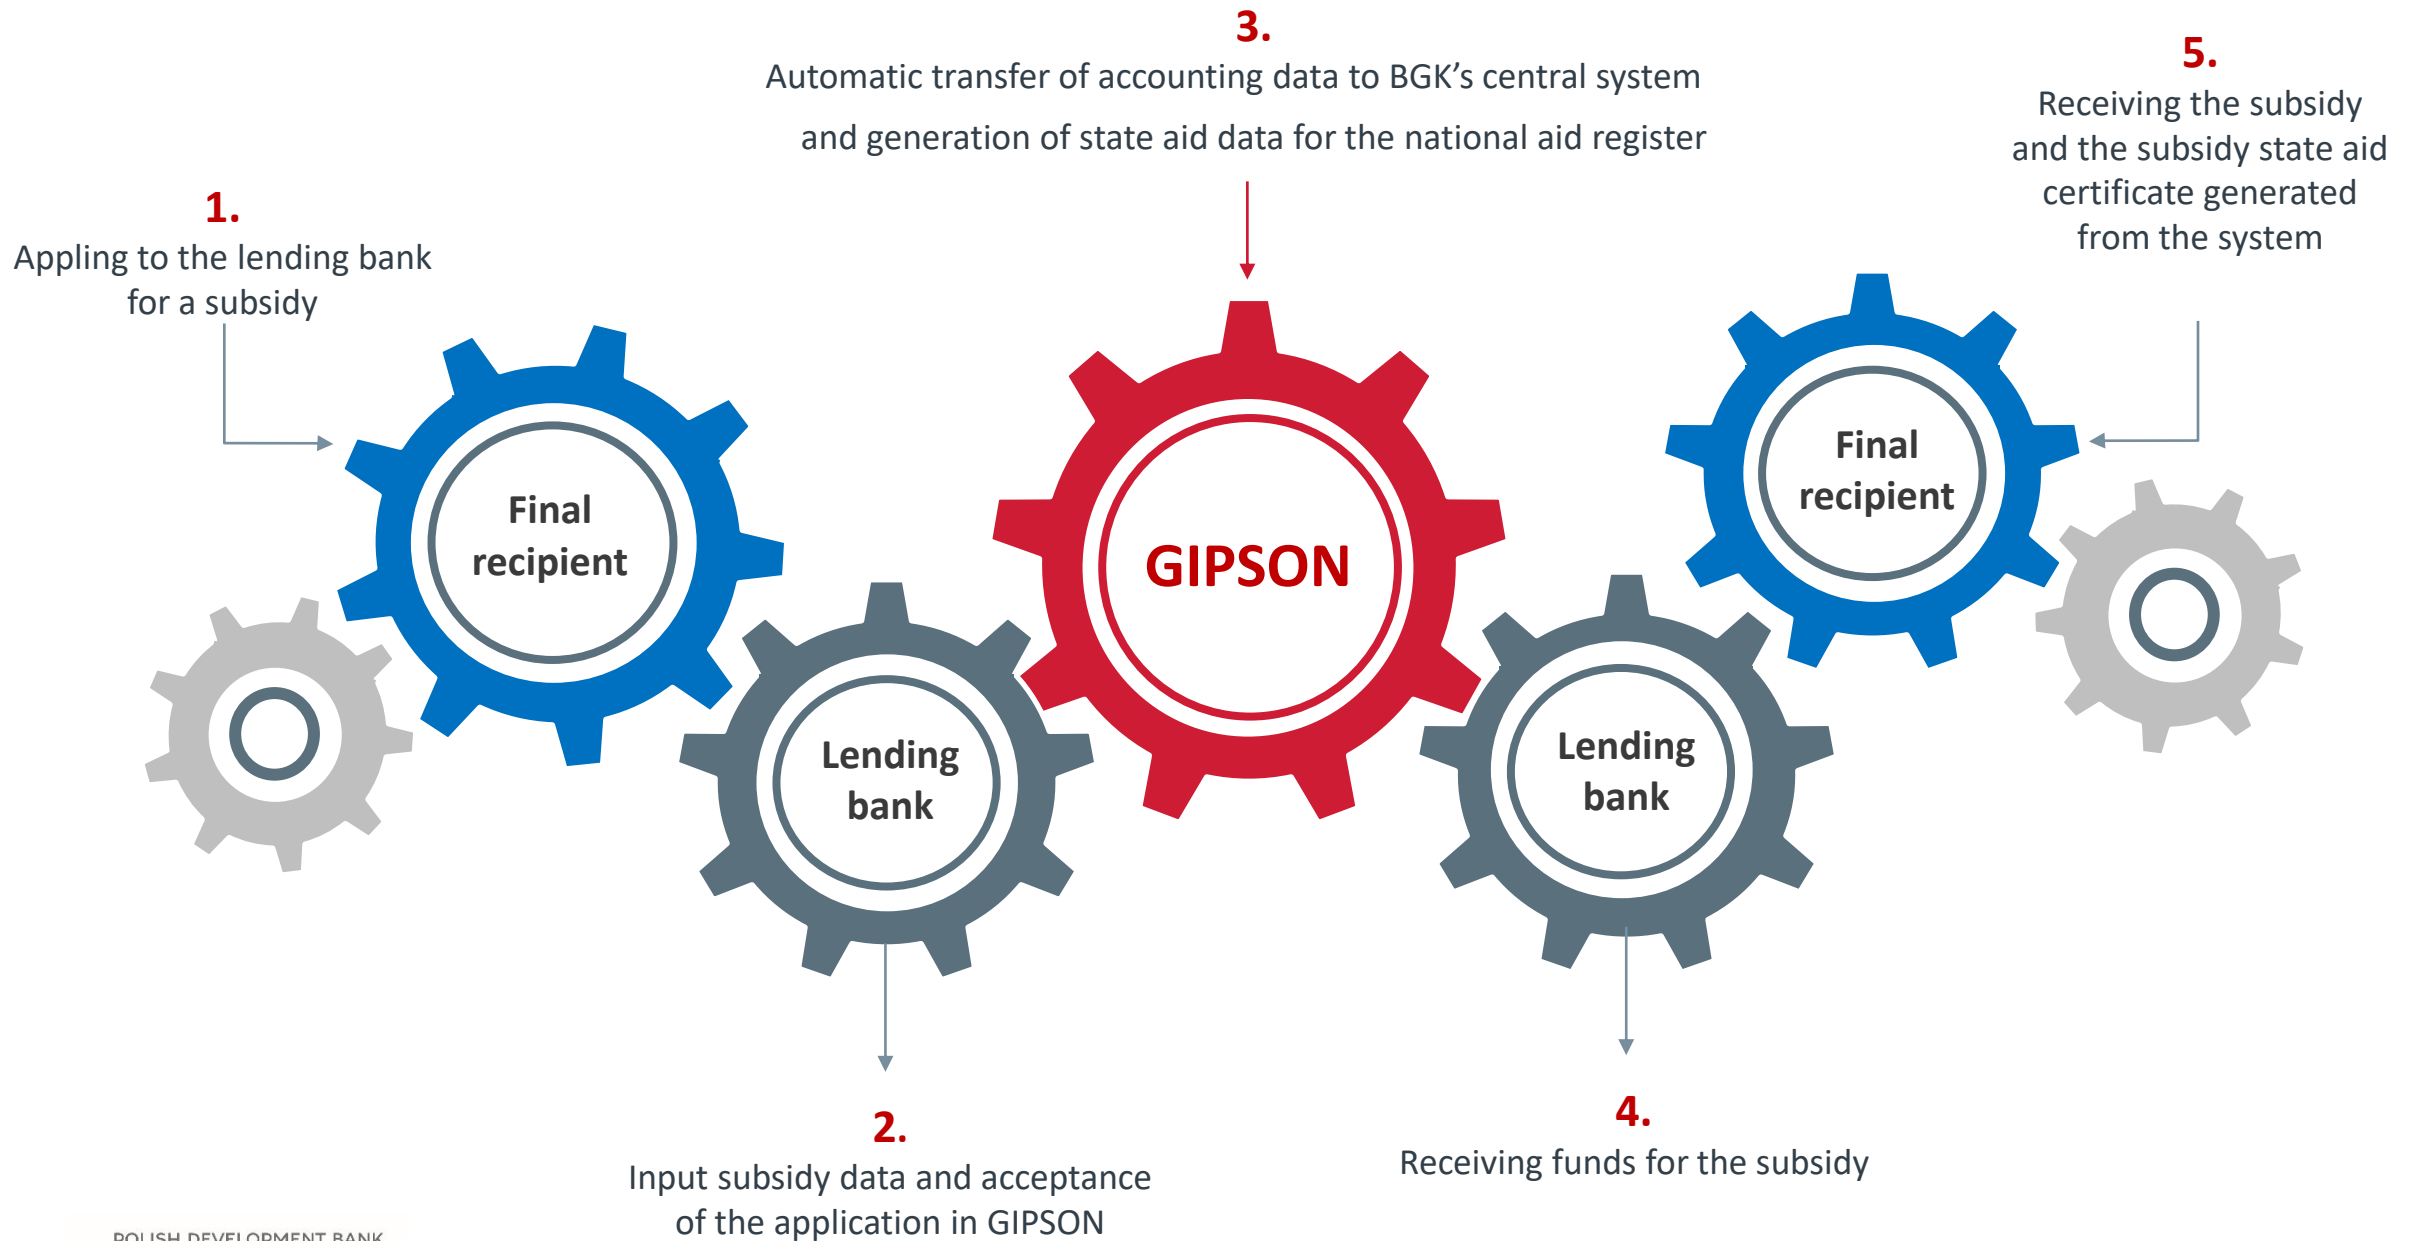 1.
Appling to the lending bank
for a subsidy
Final
recipient
2.
Input subsidy data and acceptance
of the application in GIPSON
Lending
bank
3.
Automatic transfer of accounting data to BGK’s central system
and generation of state aid data for the national aid register
GIPSON
4.
Receiving funds for the subsidy
Lending
bank
5.
Receiving the subsidy
and the subsidy state aid
certificate generated
from the system
Final
recipient
POLISH DEVELOPMENT BANK